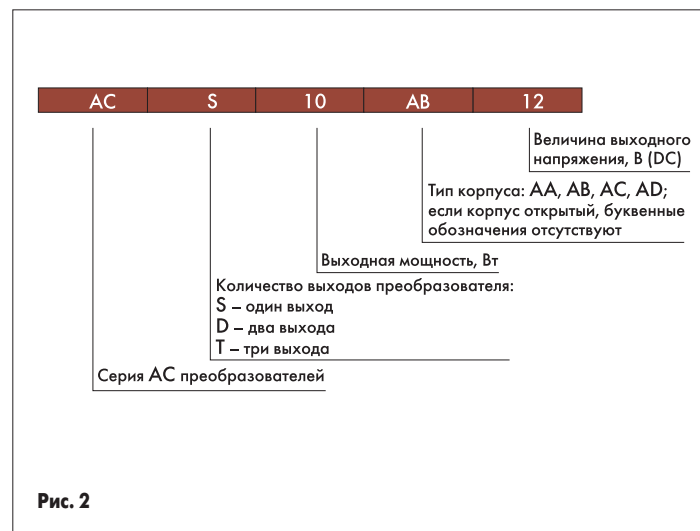 AC S 10 AB 12
Величина выходного
напряжения, В (DC)
Тип корпуса: AA, AB, AC, AD;
если корпус открытый, буквенные
обозначения отсутствуют
Выходная мощность, Вт
Количество выходов преобразователя:
S – один выход
D – два выхода
T – три выхода
Серия AC преобразователей
Рис. 2